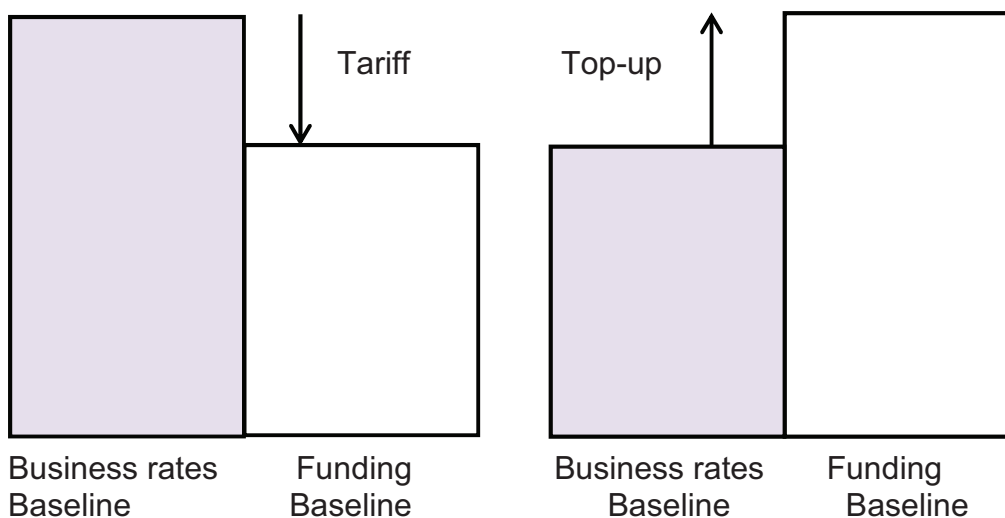 Tariff
Top-up
Business rates
Baseline
Funding
Baseline
Business rates
Baseline
Funding
Baseline